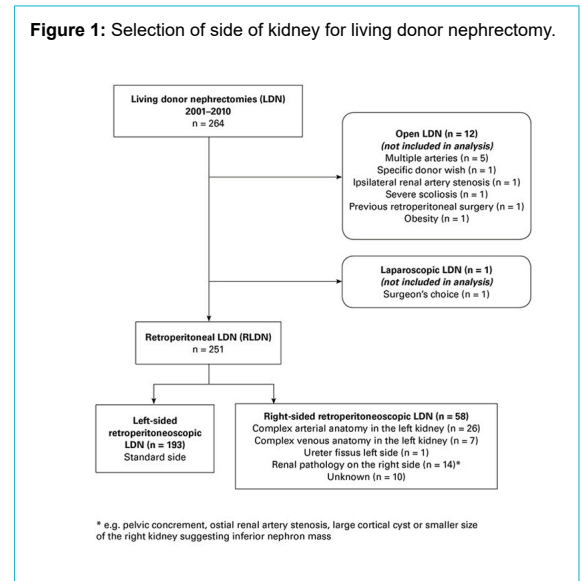 Figure 1: Selection of side of kidney for living donor nephrectomy.
Living donor nephrectomies (LDN)
2001–2010
n = 264
Open LDN (n = 12)
(not included in analysis)
Multiple arteries (n = 5)
Specific donor wish (n = 1)
Ipsilateral renal artery stenosis (n = 1)
Severe scoliosis (n = 1)
Previous retroperitoneal surgery (n = 1)
Obesity (n = 1)
Laparoscopic LDN (n = 1)
(not included in analysis)
Surgeon's choice (n = 1)
Retroperitoneal LDN (RLDN)
n = 251
Left-sided
retroperitoneoscopic
LDN (n = 193)
Standard side
Right-sided retroperitoneoscopic LDN (n = 58)
Complex arterial anatomy in the left kidney (n = 26)
Complex venous anatomy in the left kidney (n = 7)
Ureter fissus left side (n = 1)
Renal pathology on the right side (n = 14)*
Unknown (n = 10)
* e.g. pelvic concrement, ostial renal artery stenosis, large cortical cyst or smaller size
of the right kidney suggesting inferior nephron mass